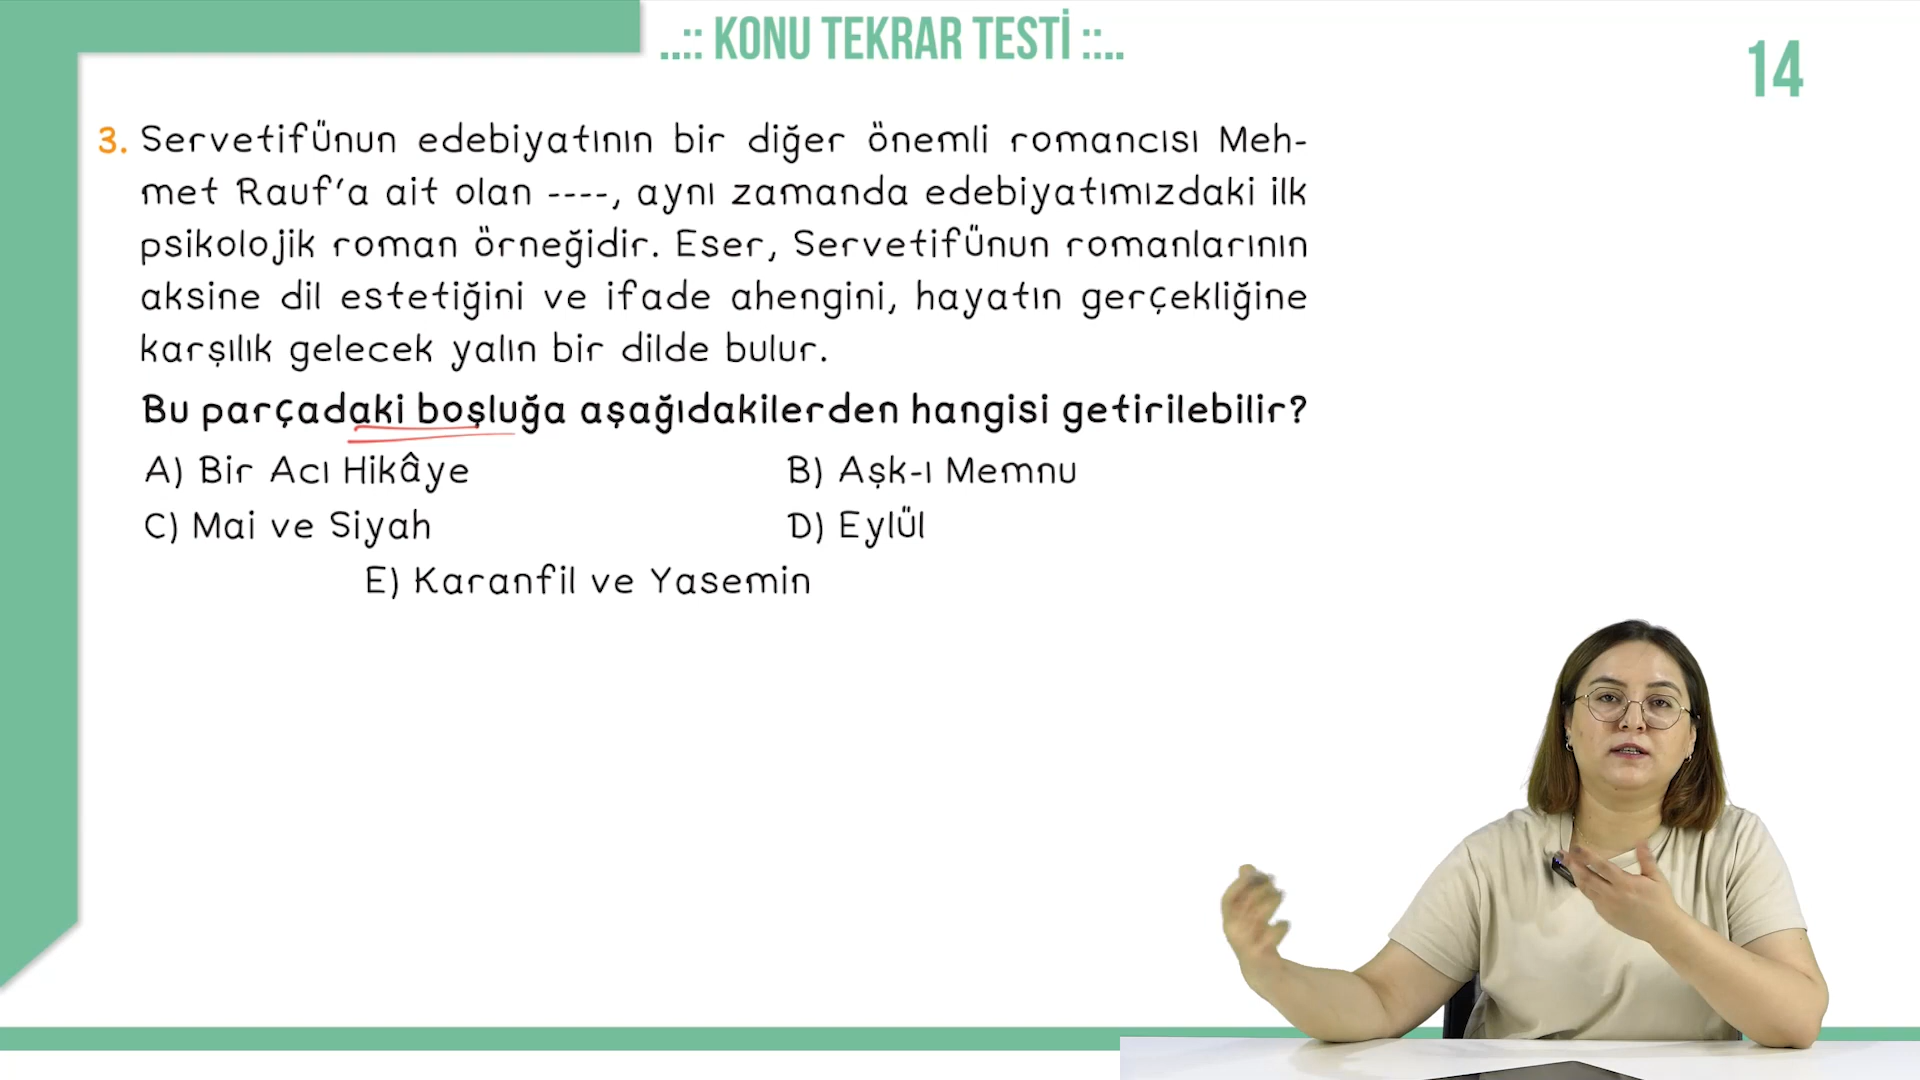 ..:: KONU TEKRAR TESTİ ::..
14
3. Servetifünun edebiyatının bir diğer önemli romancısı Meh-
met Rauf'a ait olan ----, aynı zamanda edebiyatımızdaki ilk
psikolojik roman örneğidir. Eser, Servetifünun romanlarının
aksine dil estetiğini ve ifade ahengini, hayatın gerçekliğine
karşılık gelecek yalın bir dilde bulur.
Bu parçadaki boşluğa aşağıdakilerden hangisi getirilebilir?
A) Bir Acı Hikâye
B) Aşk-ı Memnu
C) Mai ve Siyah
D) Eylül
E) Karanfil ve Yasemin